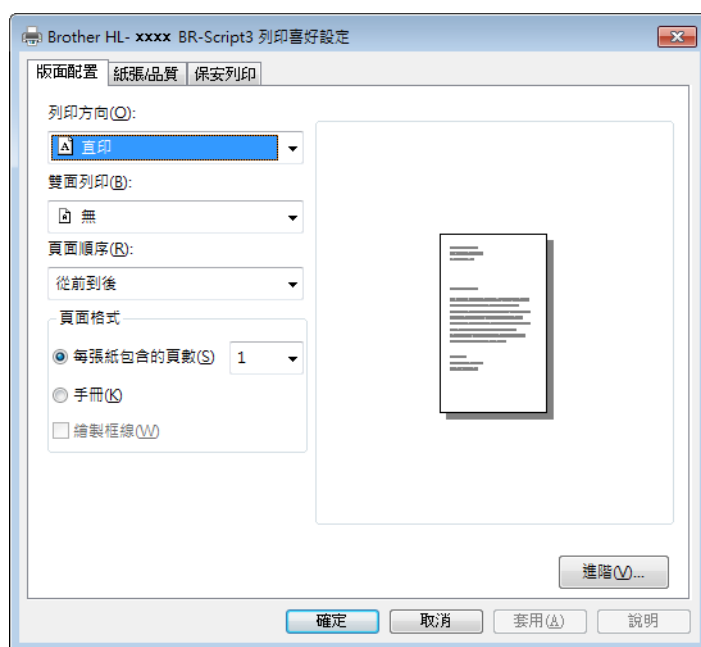 Brother HL- xxxx BR-Script3 列印喜好設定
版面配置 紙張/品質 保安列印
列印方向(O):
直印
雙面列印(B):
無
頁面順序(R):
從前到後
頁面格式
每張紙包含的頁數(S) 1
手冊(K)
繪製框線(W)
進階(V)...
確定 取消 套用(A) 說明